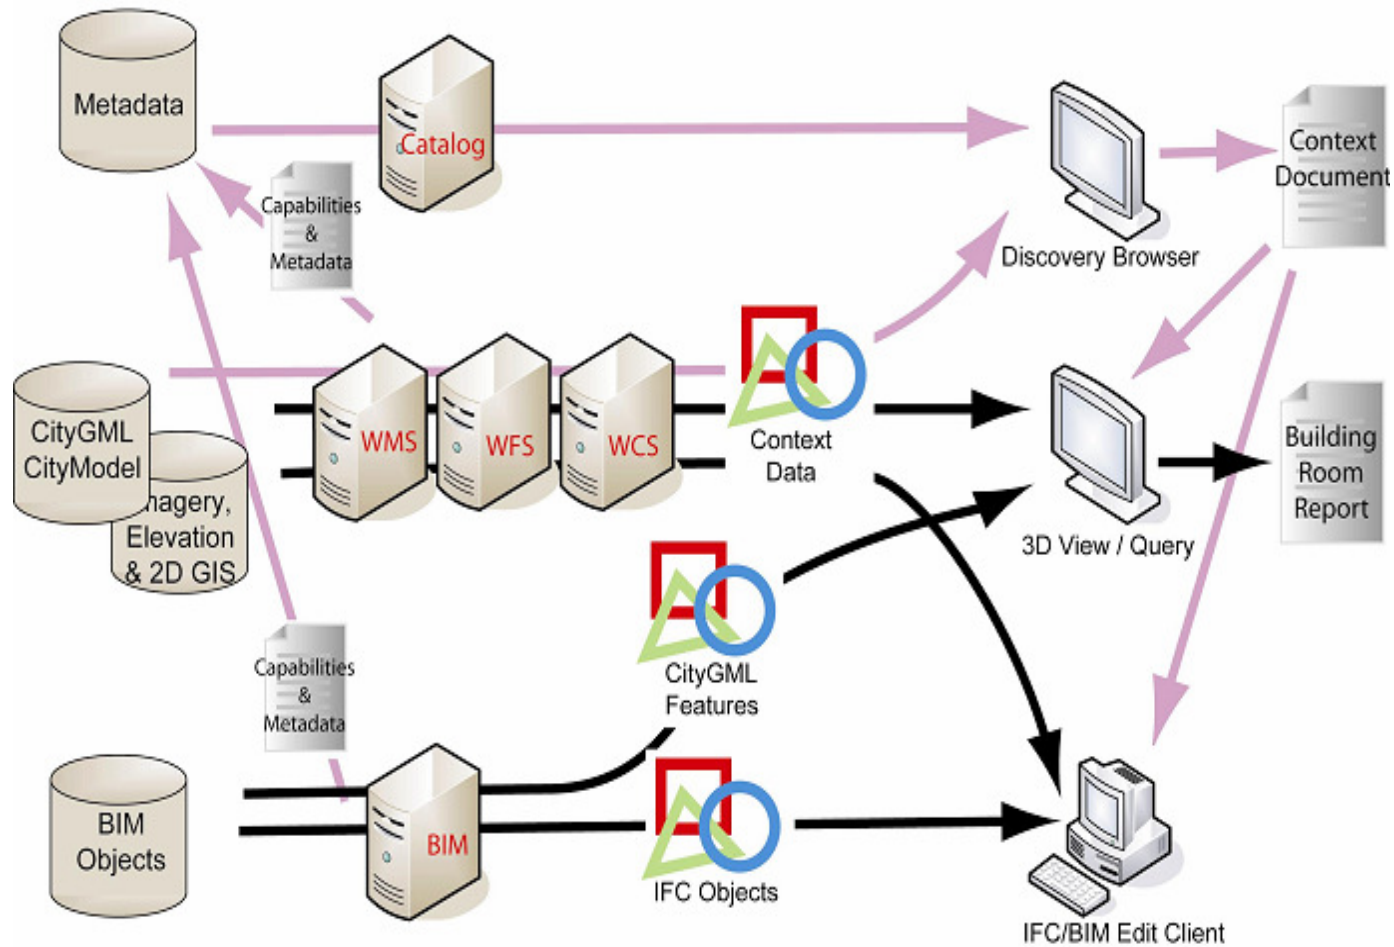 Metadata
Catalog
Capabilities
&
Metadata
Context
Document
Discovery Browser
CityGML
CityModel
Imagery,
Elevation
& 2D GIS
WMS
WFS
WCS
Context
Data
3D View / Query
Building
Room
Report
CityGML
Features
Capabilities
&
Metadata
BIM
Objects
BIM
IFC Objects
IFC/BIM Edit Client